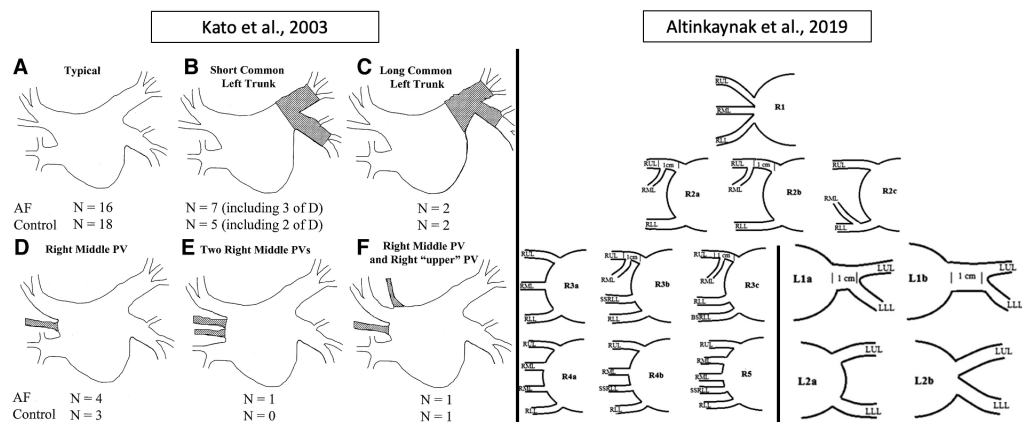 Kato et al., 2003
A
Typical
B
Short Common
Left Trunk
C
Long Common
Left Trunk
AF
N = 16
N = 7 (including 3 of D)
N = 2
Control
N = 18
N = 5 (including 2 of D)
N = 2
D
Right Middle PV
E
Two Right Middle PVs
F
Right Middle PV
and Right "upper" PV
AF
N = 4
N = 1
N = 1
Control
N = 3
N = 0
N = 1
Altinkaynak et al., 2019
RUL
RML
R1
RLL
RUL
1cm
RML
R2a
RLL
RUL
1 cm
RML
R2b
RLL
RUL
RML
R2c
RLL
RUL
RML
R3a
RLL
RUL
1cm
RML
R3b
SSRLL
RLL
RUL
1cm
RML
R3c
RLL
BSRLL
L1a
1 cm
LUL
LLL
L1b
1 cm
LUL
LLL
RUL
RML
R4a
RML
RLL
RUL
RML
R4b
SSRLL
RLL
RUL
RML
R5
RML
SSRLL
RLL
L2a
LUL
LLL
L2b
LUL
LLL